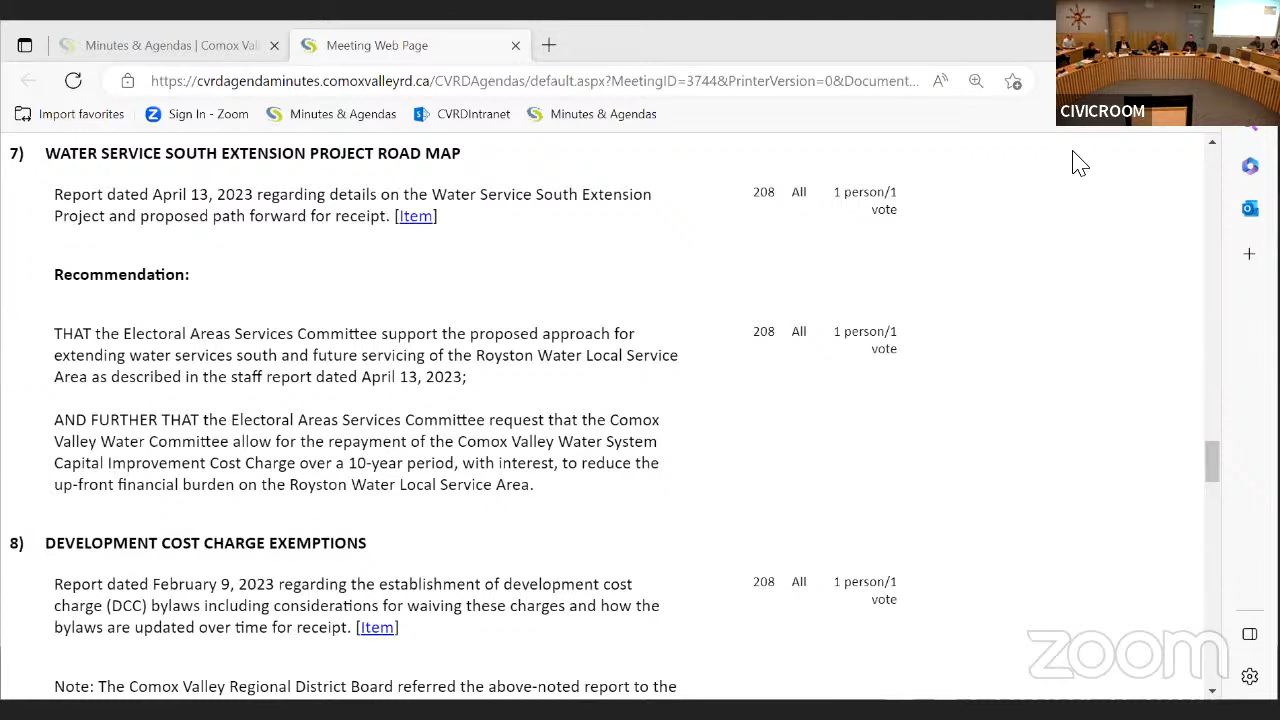 Minutes & Agendas | Comox Val
Meeting Web Page
https://cvrdagendaminutes.comoxvalleyrd.ca/CVRDAgendas/default.aspx?MeetingID=3744&PrinterVersion=0&Document...
CIVICROOM
Import favorites
Sign In - Zoom
Minutes & Agendas
CVRDIntranet
Minutes & Agendas
7) WATER SERVICE SOUTH EXTENSION PROJECT ROAD MAP
Report dated April 13, 2023 regarding details on the Water Service South Extension 208 All 1 person/1
Project and proposed path forward for receipt. [Item] vote
Recommendation:
THAT the Electoral Areas Services Committee support the proposed approach for 208 All 1 person/1
extending water services south and future servicing of the Royston Water Local Service vote
Area as described in the staff report dated April 13, 2023;
AND FURTHER THAT the Electoral Areas Services Committee request that the Comox
Valley Water Committee allow for the repayment of the Comox Valley Water System
Capital Improvement Cost Charge over a 10-year period, with interest, to reduce the
up-front financial burden on the Royston Water Local Service Area.
8) DEVELOPMENT COST CHARGE EXEMPTIONS
Report dated February 9, 2023 regarding the establishment of development cost 208 All 1 person/1
charge (DCC) bylaws including considerations for waiving these charges and how the vote
bylaws are updated over time for receipt. [Item]
Note: The Comox Valley Regional District Board referred the above-noted report to the
zoom